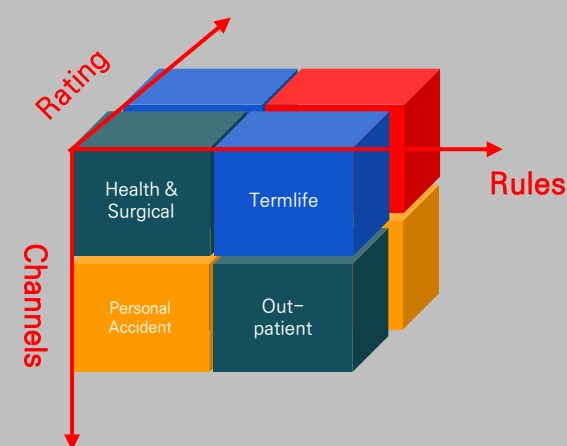 Rating
Rules
Health &
Surgical
Termlife
Channels
Personal
Accident
Out-
patient